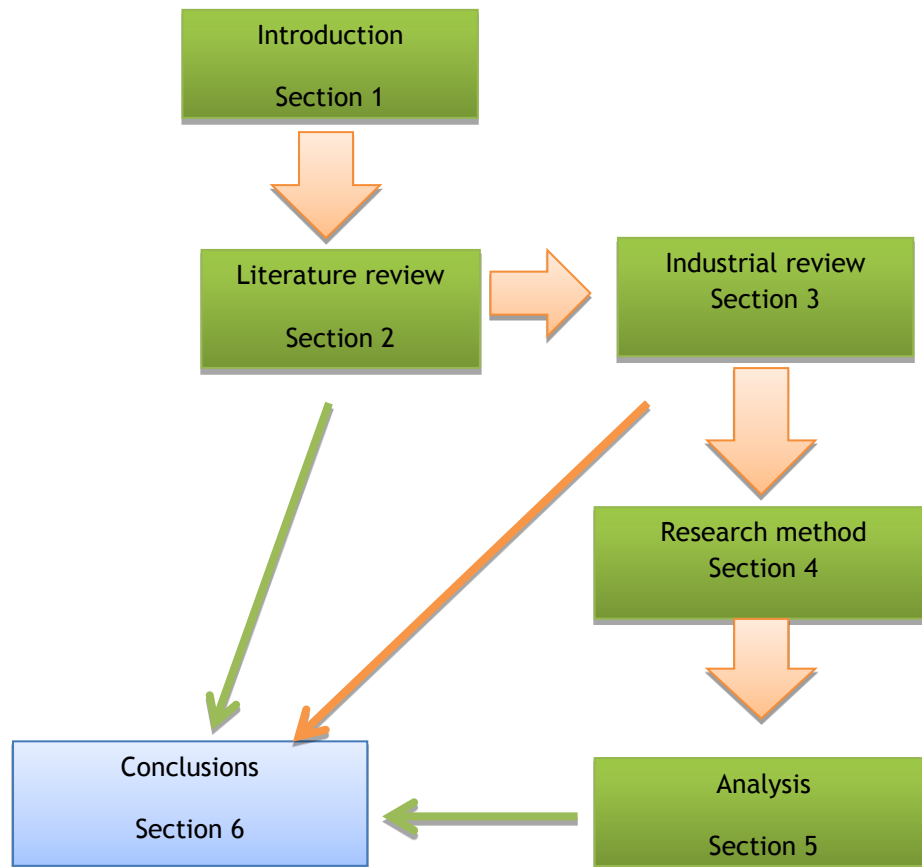 Introduction
Section 1
Literature review
Section 2
Industrial review
Section 3
Research method
Section 4
Conclusions
Section 6
Analysis
Section 5